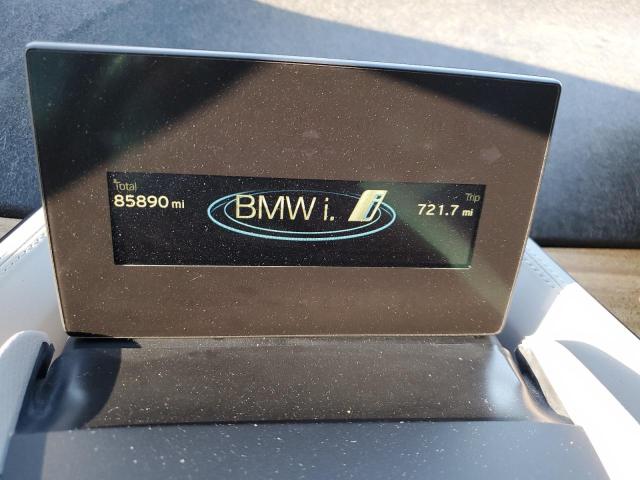 Total
85890 mi
BMW i. i
Trip
721.7 mi